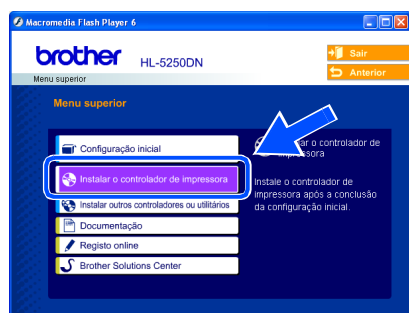 Macromedia Flash Player 6
brother
HL-5250DN
Sair
Anterior
Menu superior
Menu superior
Configuração inicial
Instalar o controlador de impressora
Instalar outros controladores ou utilitários
Documentação
Registo online
Brother Solutions Center
o controlador de
Instale o controlador de
impressora após a conclusão
da configuração inicial.